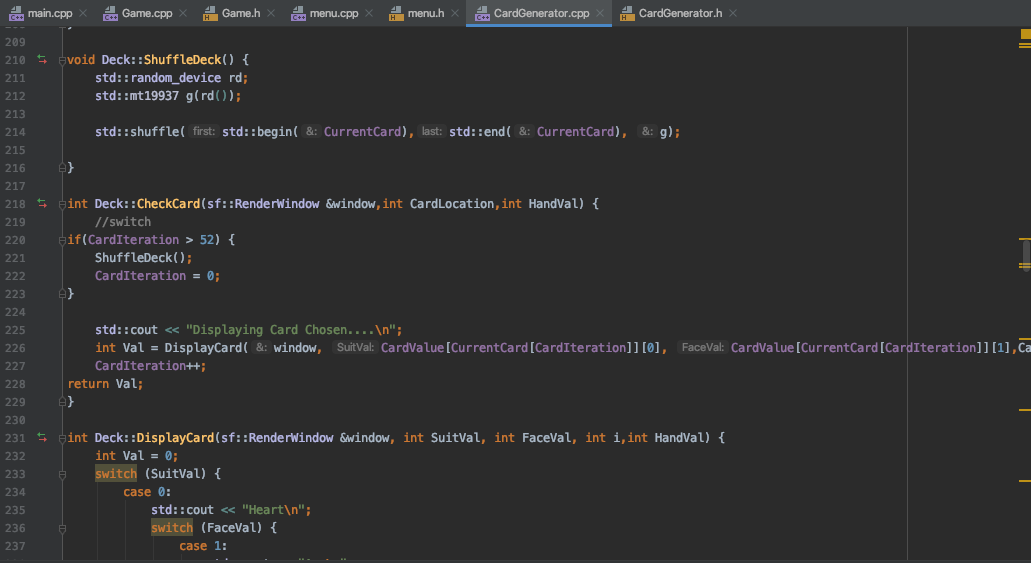 main.cpp Game.cpp Game.h menu.cpp menu.h CardGenerator.cpp CardGenerator.h
209
210 void Deck::ShuffleDeck() {
211 std::random_device rd;
212 std::mt19937 g(rd());
213
214 std::shuffle( first: std::begin( &: CurrentCard), last: std::end( &: CurrentCard), &: g);
215
216 }
217
218 int Deck::CheckCard(sf::RenderWindow &window,int CardLocation,int HandVal) {
219 //switch
220 if(CardIteration > 52) {
221 ShuffleDeck();
222 CardIteration = 0;
223 }
224
225 std::cout << "Displaying Card Chosen....\n";
226 int Val = DisplayCard( &: window, SuitVal: CardValue[CurrentCard[CardIteration]][0], FaceVal: CardValue[CurrentCard[CardIteration]][1],Ca
227 CardIteration++;
228 return Val;
229 }
230
231 int Deck::DisplayCard(sf::RenderWindow &window, int SuitVal, int FaceVal, int i,int HandVal) {
232 int Val = 0;
233 switch (SuitVal) {
234 case 0:
235 std::cout << "Heart\n";
236 switch (FaceVal) {
237 case 1: